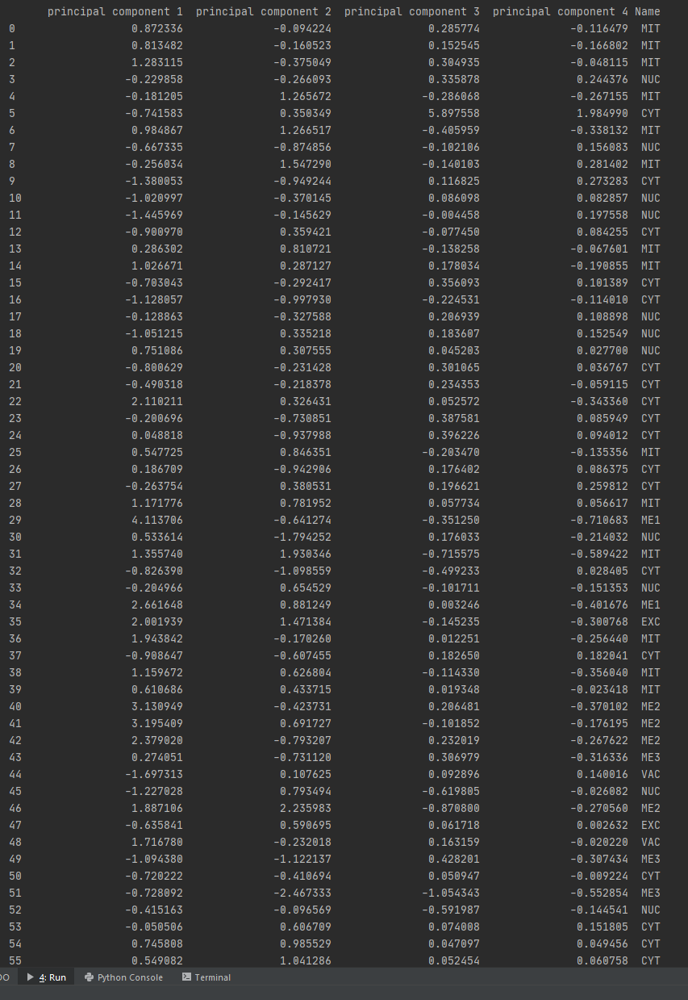 principal component 1 principal component 2 principal component 3 principal component 4 Name
0 0.872336 -0.094224 0.285774 -0.116479 MIT
1 0.813482 -0.160523 0.152545 -0.166802 MIT
2 1.283115 -0.375049 0.304935 -0.048115 MIT
3 -0.229858 -0.266093 0.335878 0.244376 NUC
4 -0.181205 1.265672 -0.286068 -0.267155 MIT
5 -0.741583 0.350349 5.897558 1.984990 CYT
6 0.984867 1.266517 -0.405959 -0.338132 MIT
7 -0.667335 -0.874856 -0.102106 0.156083 NUC
8 -0.256034 1.547290 -0.140103 0.281402 MIT
9 -1.380053 -0.949244 0.116825 0.273283 CYT
10 -1.020997 -0.370145 0.086098 0.082857 NUC
11 -1.445969 -0.145629 -0.004458 0.197558 NUC
12 -0.900970 0.359421 -0.077450 0.084255 CYT
13 0.286302 0.810721 -0.138258 -0.067601 MIT
14 1.026671 0.287127 0.178034 -0.190855 MIT
15 -0.703043 -0.292417 0.356093 0.101389 CYT
16 -1.128057 -0.997930 -0.224531 -0.114010 CYT
17 -0.128863 -0.327588 0.206939 0.108898 NUC
18 -1.051215 0.335218 0.183607 0.152549 NUC
19 0.751086 0.307555 0.045203 0.027700 NUC
20 -0.800629 -0.231428 0.301065 0.036767 CYT
21 -0.490318 -0.218378 0.234353 -0.059115 CYT
22 2.110211 0.326431 0.052572 -0.343360 CYT
23 -0.200696 -0.730851 0.387581 0.085949 CYT
24 0.048818 -0.937988 0.396226 0.094012 CYT
25 0.547725 0.846351 -0.203470 -0.135356 MIT
26 0.186709 -0.942906 0.176402 0.086375 CYT
27 -0.263754 0.380531 0.196621 0.259812 CYT
28 1.171776 0.781952 0.057734 0.056617 MIT
29 4.113706 -0.641274 -0.351250 -0.710683 ME1
30 0.533614 -1.794252 0.176033 -0.214032 NUC
31 1.355740 1.930346 -0.715575 -0.589422 MIT
32 -0.826390 -1.098559 -0.499233 0.028405 CYT
33 -0.204966 0.654529 -0.101711 -0.151353 NUC
34 2.661648 0.881249 0.003246 -0.401676 ME1
35 2.001939 1.471384 -0.145235 -0.300768 EXC
36 1.943842 -0.170260 0.012251 -0.256440 MIT
37 -0.908647 -0.607455 0.182650 0.182041 CYT
38 1.159672 0.626804 -0.114330 -0.356040 MIT
39 0.610686 0.433715 0.019348 -0.023418 MIT
40 3.130949 -0.423731 0.206481 -0.370102 ME2
41 3.195409 0.691727 -0.101852 -0.176195 ME2
42 2.379020 -0.793207 0.232019 -0.267622 ME2
43 0.274051 -0.731120 0.306979 -0.316336 ME3
44 -1.697313 0.107625 0.092896 0.140016 VAC
45 -1.227028 0.793494 -0.619805 -0.026082 NUC
46 1.887106 2.235983 -0.870800 -0.270560 ME2
47 -0.635841 0.590695 0.061718 0.002632 EXC
48 1.716780 -0.232018 0.163159 -0.020220 VAC
49 -1.094380 -1.122137 0.428201 -0.307434 ME3
50 -0.720222 -0.410694 0.050947 -0.009224 CYT
51 -0.728092 -2.467333 -1.054343 -0.552854 ME3
52 -0.415163 -0.096569 -0.591987 -0.144541 NUC
53 -0.050506 0.606709 0.074008 0.151805 CYT
54 0.745808 0.985529 0.047097 0.049456 CYT
55 0.549082 1.041286 0.052454 0.060758 CYT
DO 4: Run Python Console Terminal